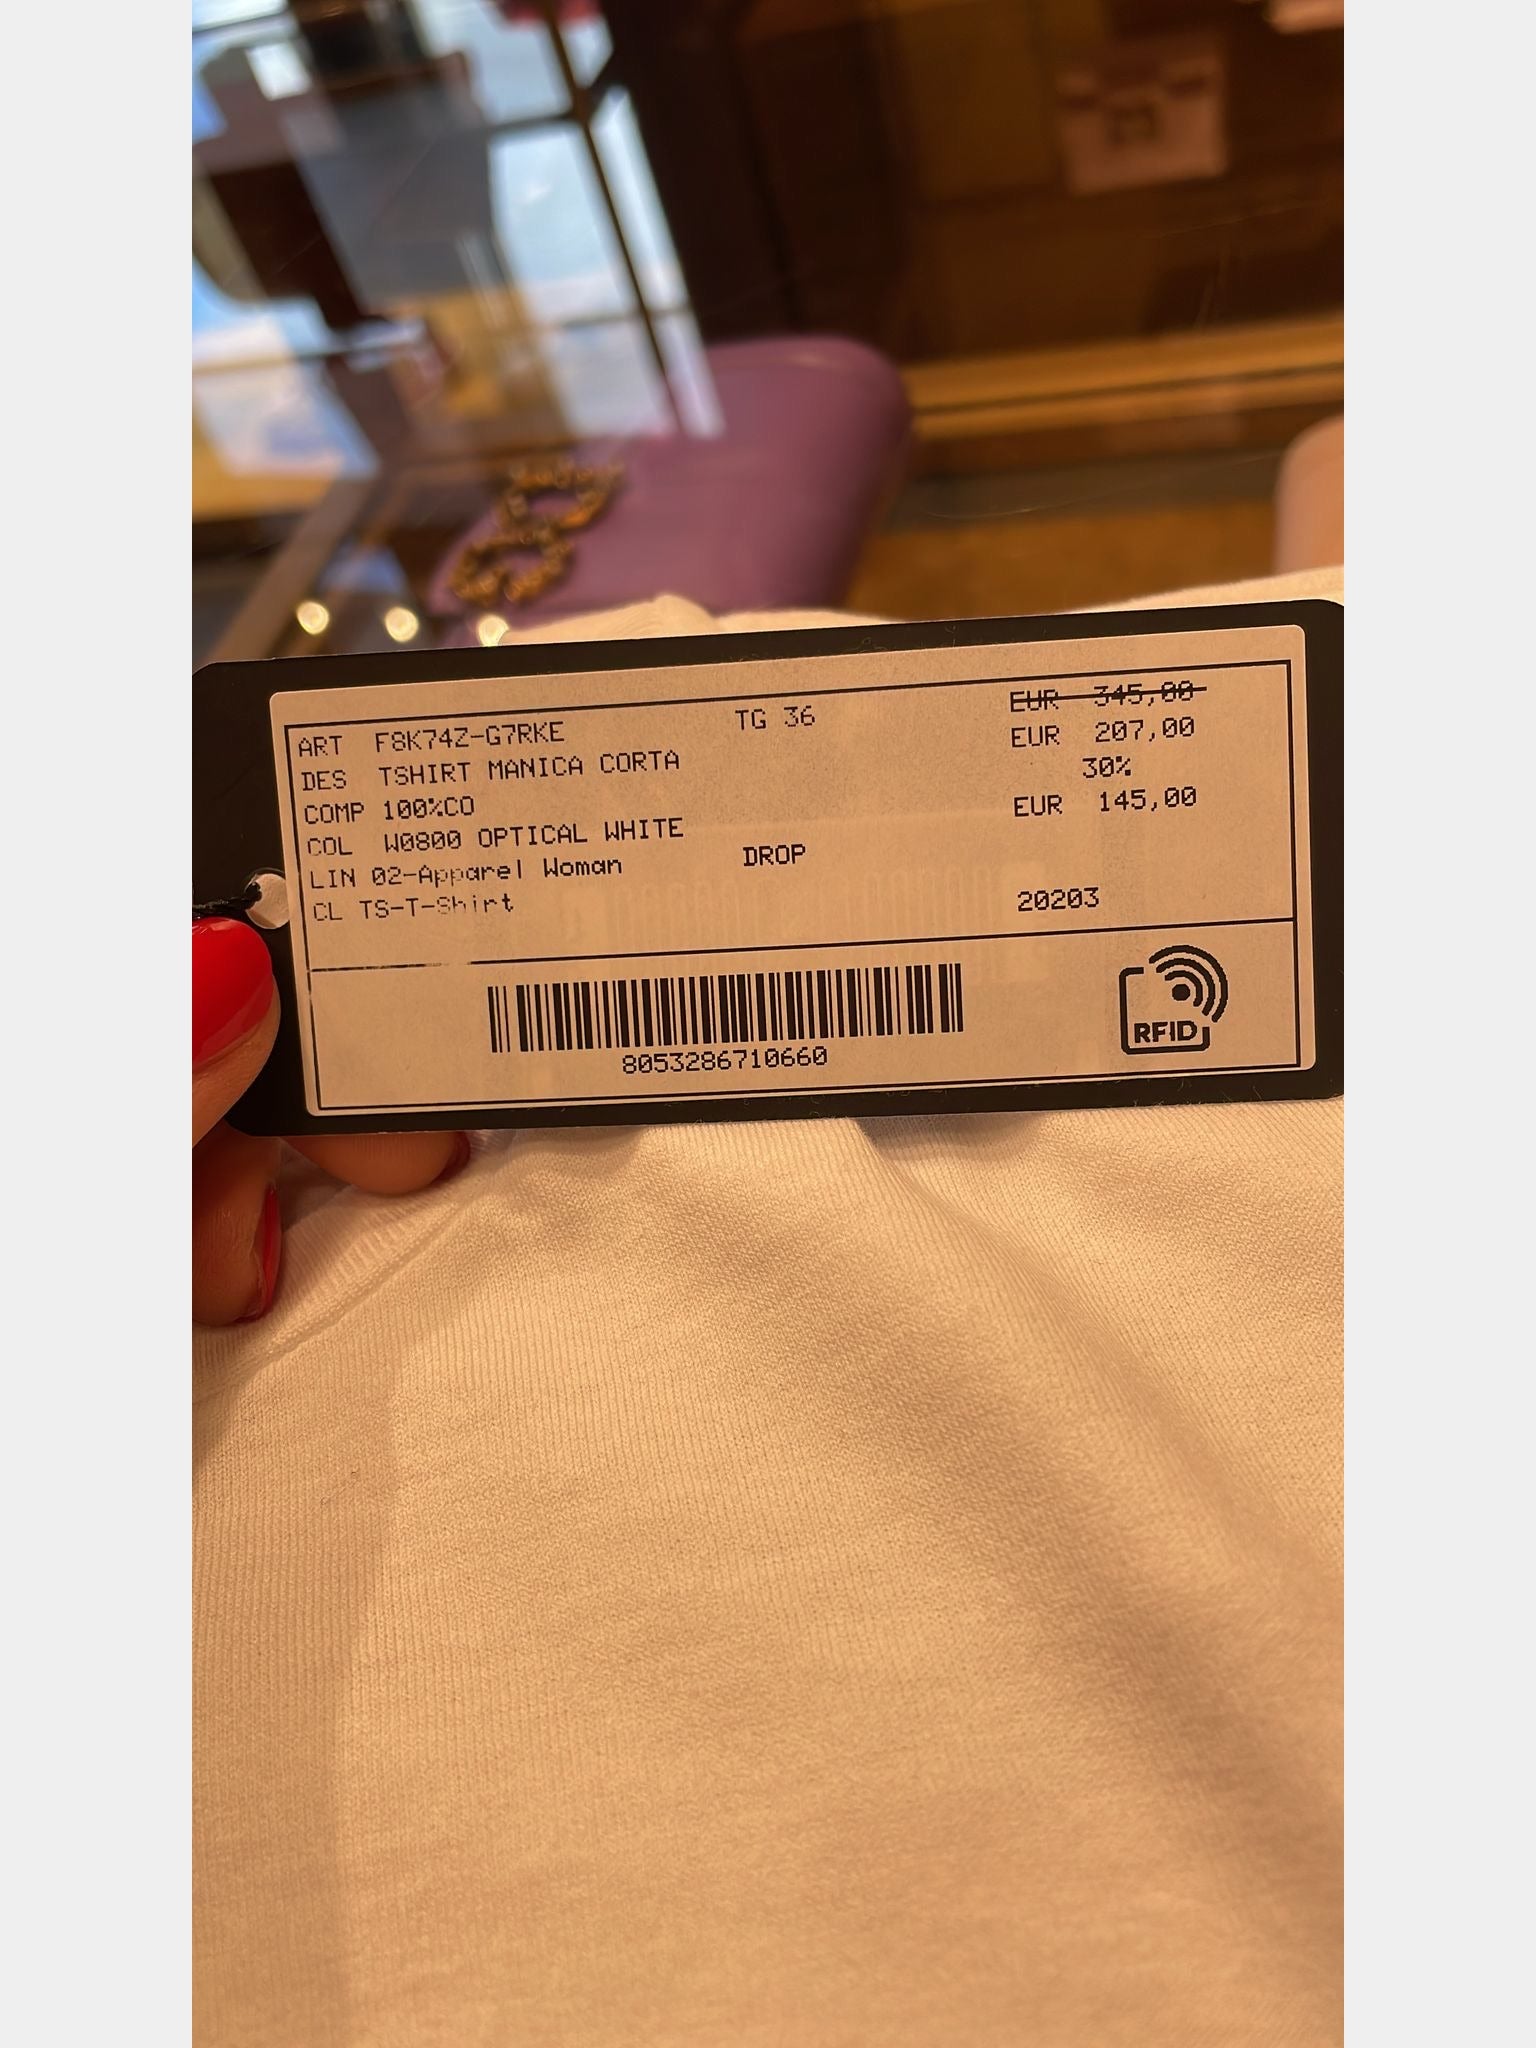 ART F8K74Z-G7RKE TG 36 EUR 345,00
DES TSHIRT MANICA CORTA EUR 207,00
COMP 100%CO 30%
COL W0800 OPTICAL WHITE EUR 145,00
LIN 02-Apparel Woman DROP
CL TS-T-Shirt 20203
8053286710660
RFID